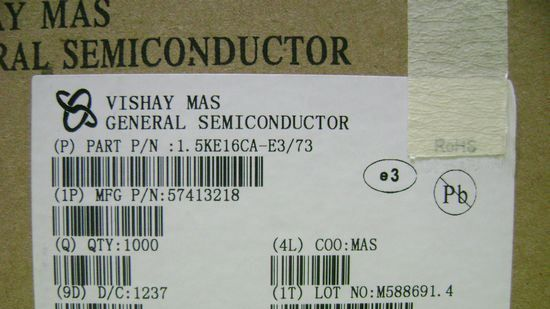 AY MAS
ERAL SEMICONDUCTOR
VISHAY MAS
GENERAL SEMICONDUCTOR
(P) PART P/N :1.5KE16CA-E3/73
RoHS
(1P) MFG P/N:57413218
e3
Pb
(Q) QTY:1000
(4L) COO:MAS
(9D) D/C:1237
(1T) LOT NO:M588691.4